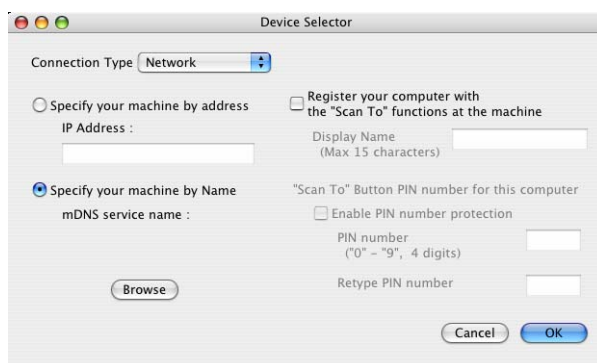 Device Selector
Connection Type Network
Specify your machine by address
IP Address :
Specify your machine by Name
mDNS service name :
Browse
Register your computer with
the "Scan To" functions at the machine
Display Name
(Max 15 characters)
"Scan To" Button PIN number for this computer
Enable PIN number protection
PIN number
("0" – "9", 4 digits)
Retype PIN number
Cancel OK